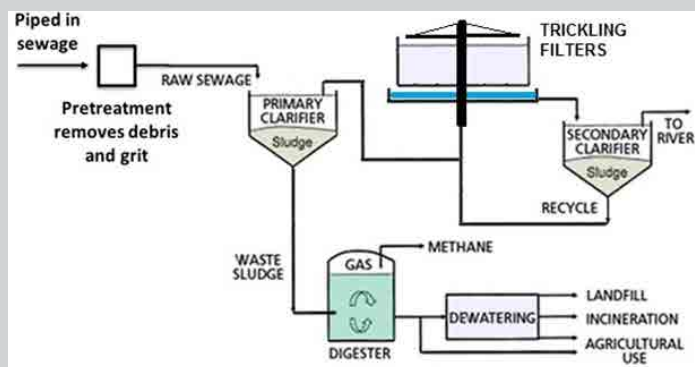 Piped in
sewage
Pretreatment
removes debris
and grit
RAW SEWAGE
PRIMARY
CLARIFIER
Sludge
TRICKLING
FILTERS
SECONDARY
CLARIFIER
Sludge
TO
RIVER
RECYCLE
WASTE
SLUDGE
GAS
METHANE
DIGESTER
DEWATERING
LANDFILL
INCINERATION
AGRICULTURAL
USE